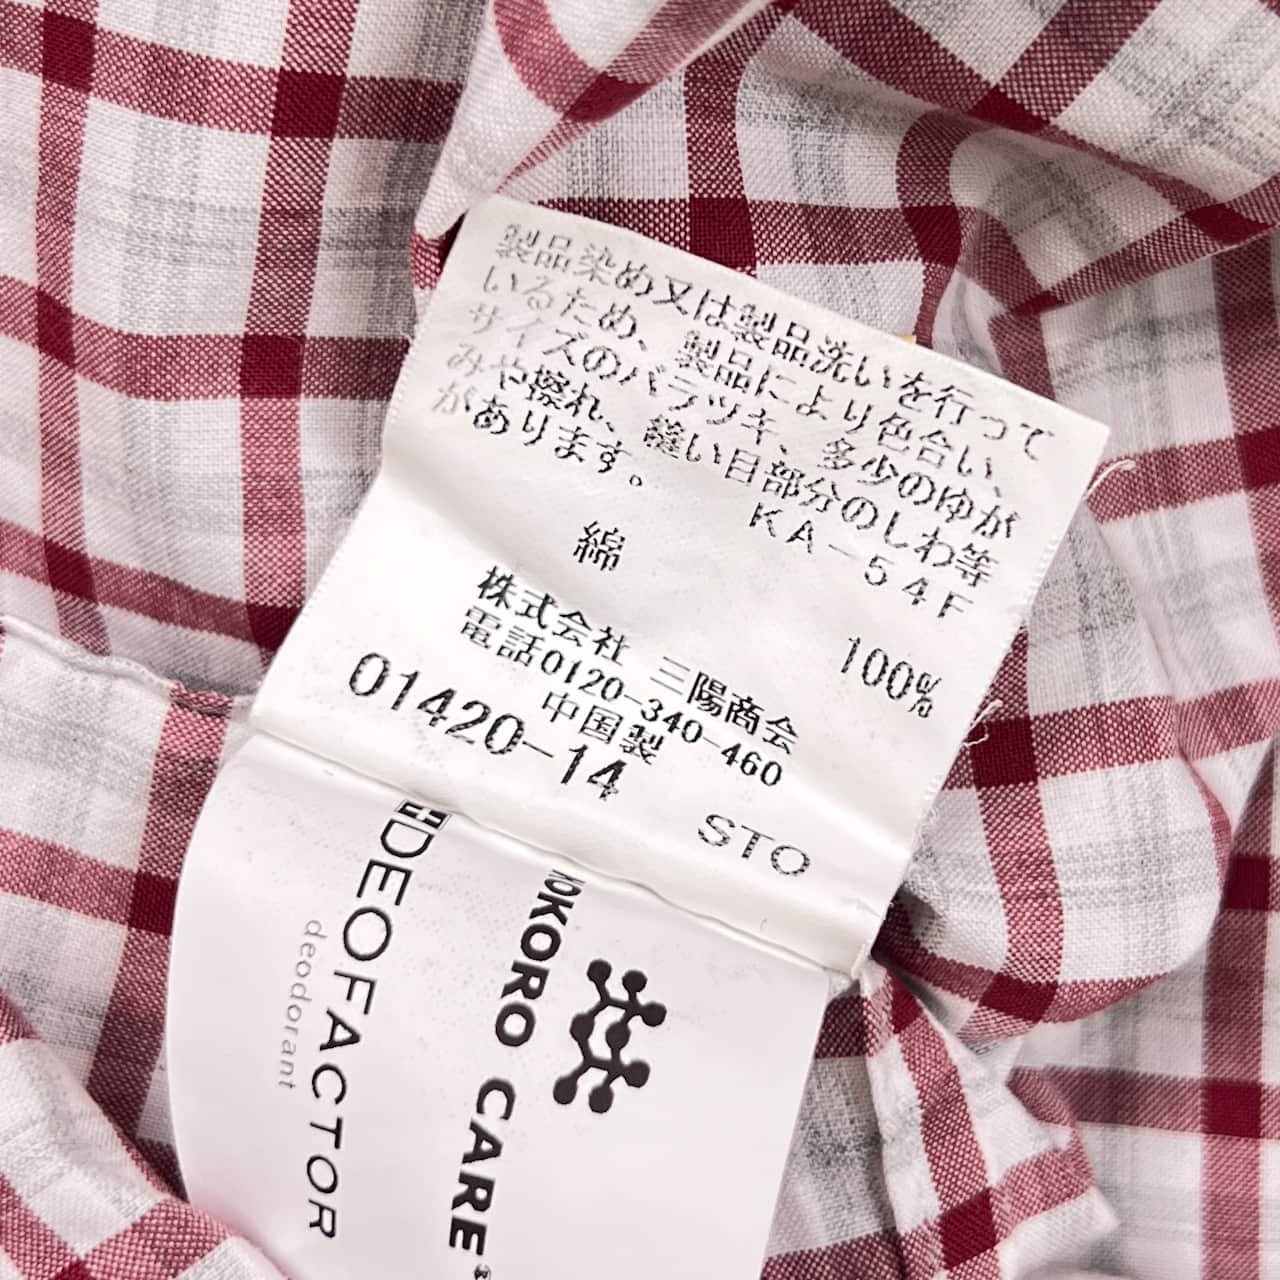 製品染め又は製品洗いを行って
いるため、製品により色合い、
サイズのバラツキ、多少のゆが
みや擦れ、縫い目部分のしわ等
があります。
KA-54F
綿 100%
株式会社 三陽商会
電話0120-340-460
中国製
01420-14 STO
DEOFACTOR
deodorant
KOKORO CARE